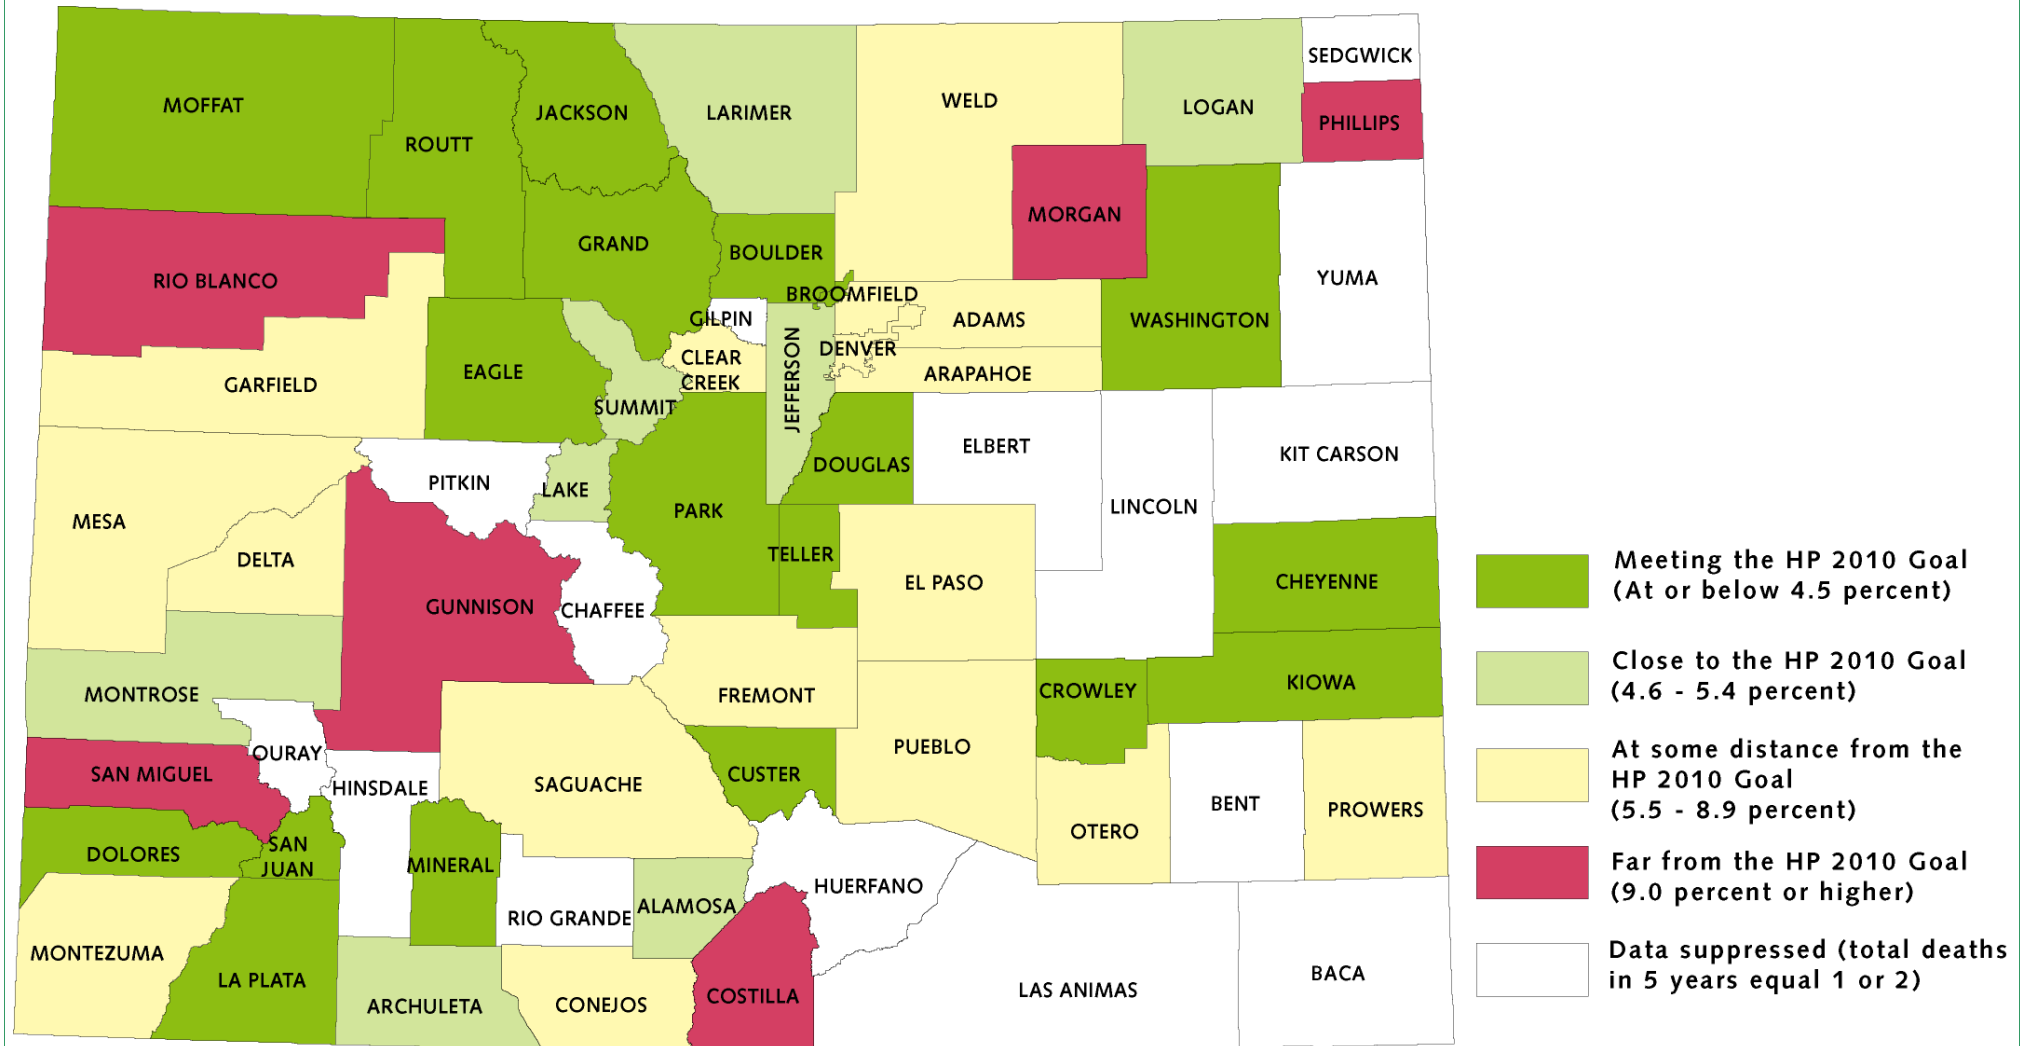 SEDGWICK
MOFFAT
JACKSON
LARIMER
WELD
LOGAN
PHILLIPS
ROUTT
MORGAN
GRAND
BOULDER
RIO BLANCO
YUMA
BROOMFIELD
GILPIN
ADAMS
WASHINGTON
DENVER
CLEAR
CREEK
JEFFERSON
ARAPAHOE
GARFIELD
EAGLE
SUMMIT
ELBERT
KIT CARSON
DOUGLAS
PITKIN
LAKE
PARK
LINCOLN
MESA
DELTA
TELLER
EL PASO
CHEYENNE
GUNNISON
CHAFFEE
MONTROSE
FREMONT
CROWLEY
KIOWA
OURAY
PUEBLO
SAN MIGUEL
HINSDALE
SAGUACHE
CUSTER
BENT
PROWERS
OTERO
DOLORES
SAN
JUAN
MINERAL
HUERFANO
RIO GRANDE
ALAMOSA
MONTEZUMA
LA PLATA
ARCHULETA
CONEJOS
COSTILLA
LAS ANIMAS
BACA
Meeting the HP 2010 Goal
(At or below 4.5 percent)
Close to the HP 2010 Goal
(4.6 - 5.4 percent)
At some distance from the
HP 2010 Goal
(5.5 - 8.9 percent)
Far from the HP 2010 Goal
(9.0 percent or higher)
Data suppressed (total deaths
in 5 years equal 1 or 2)